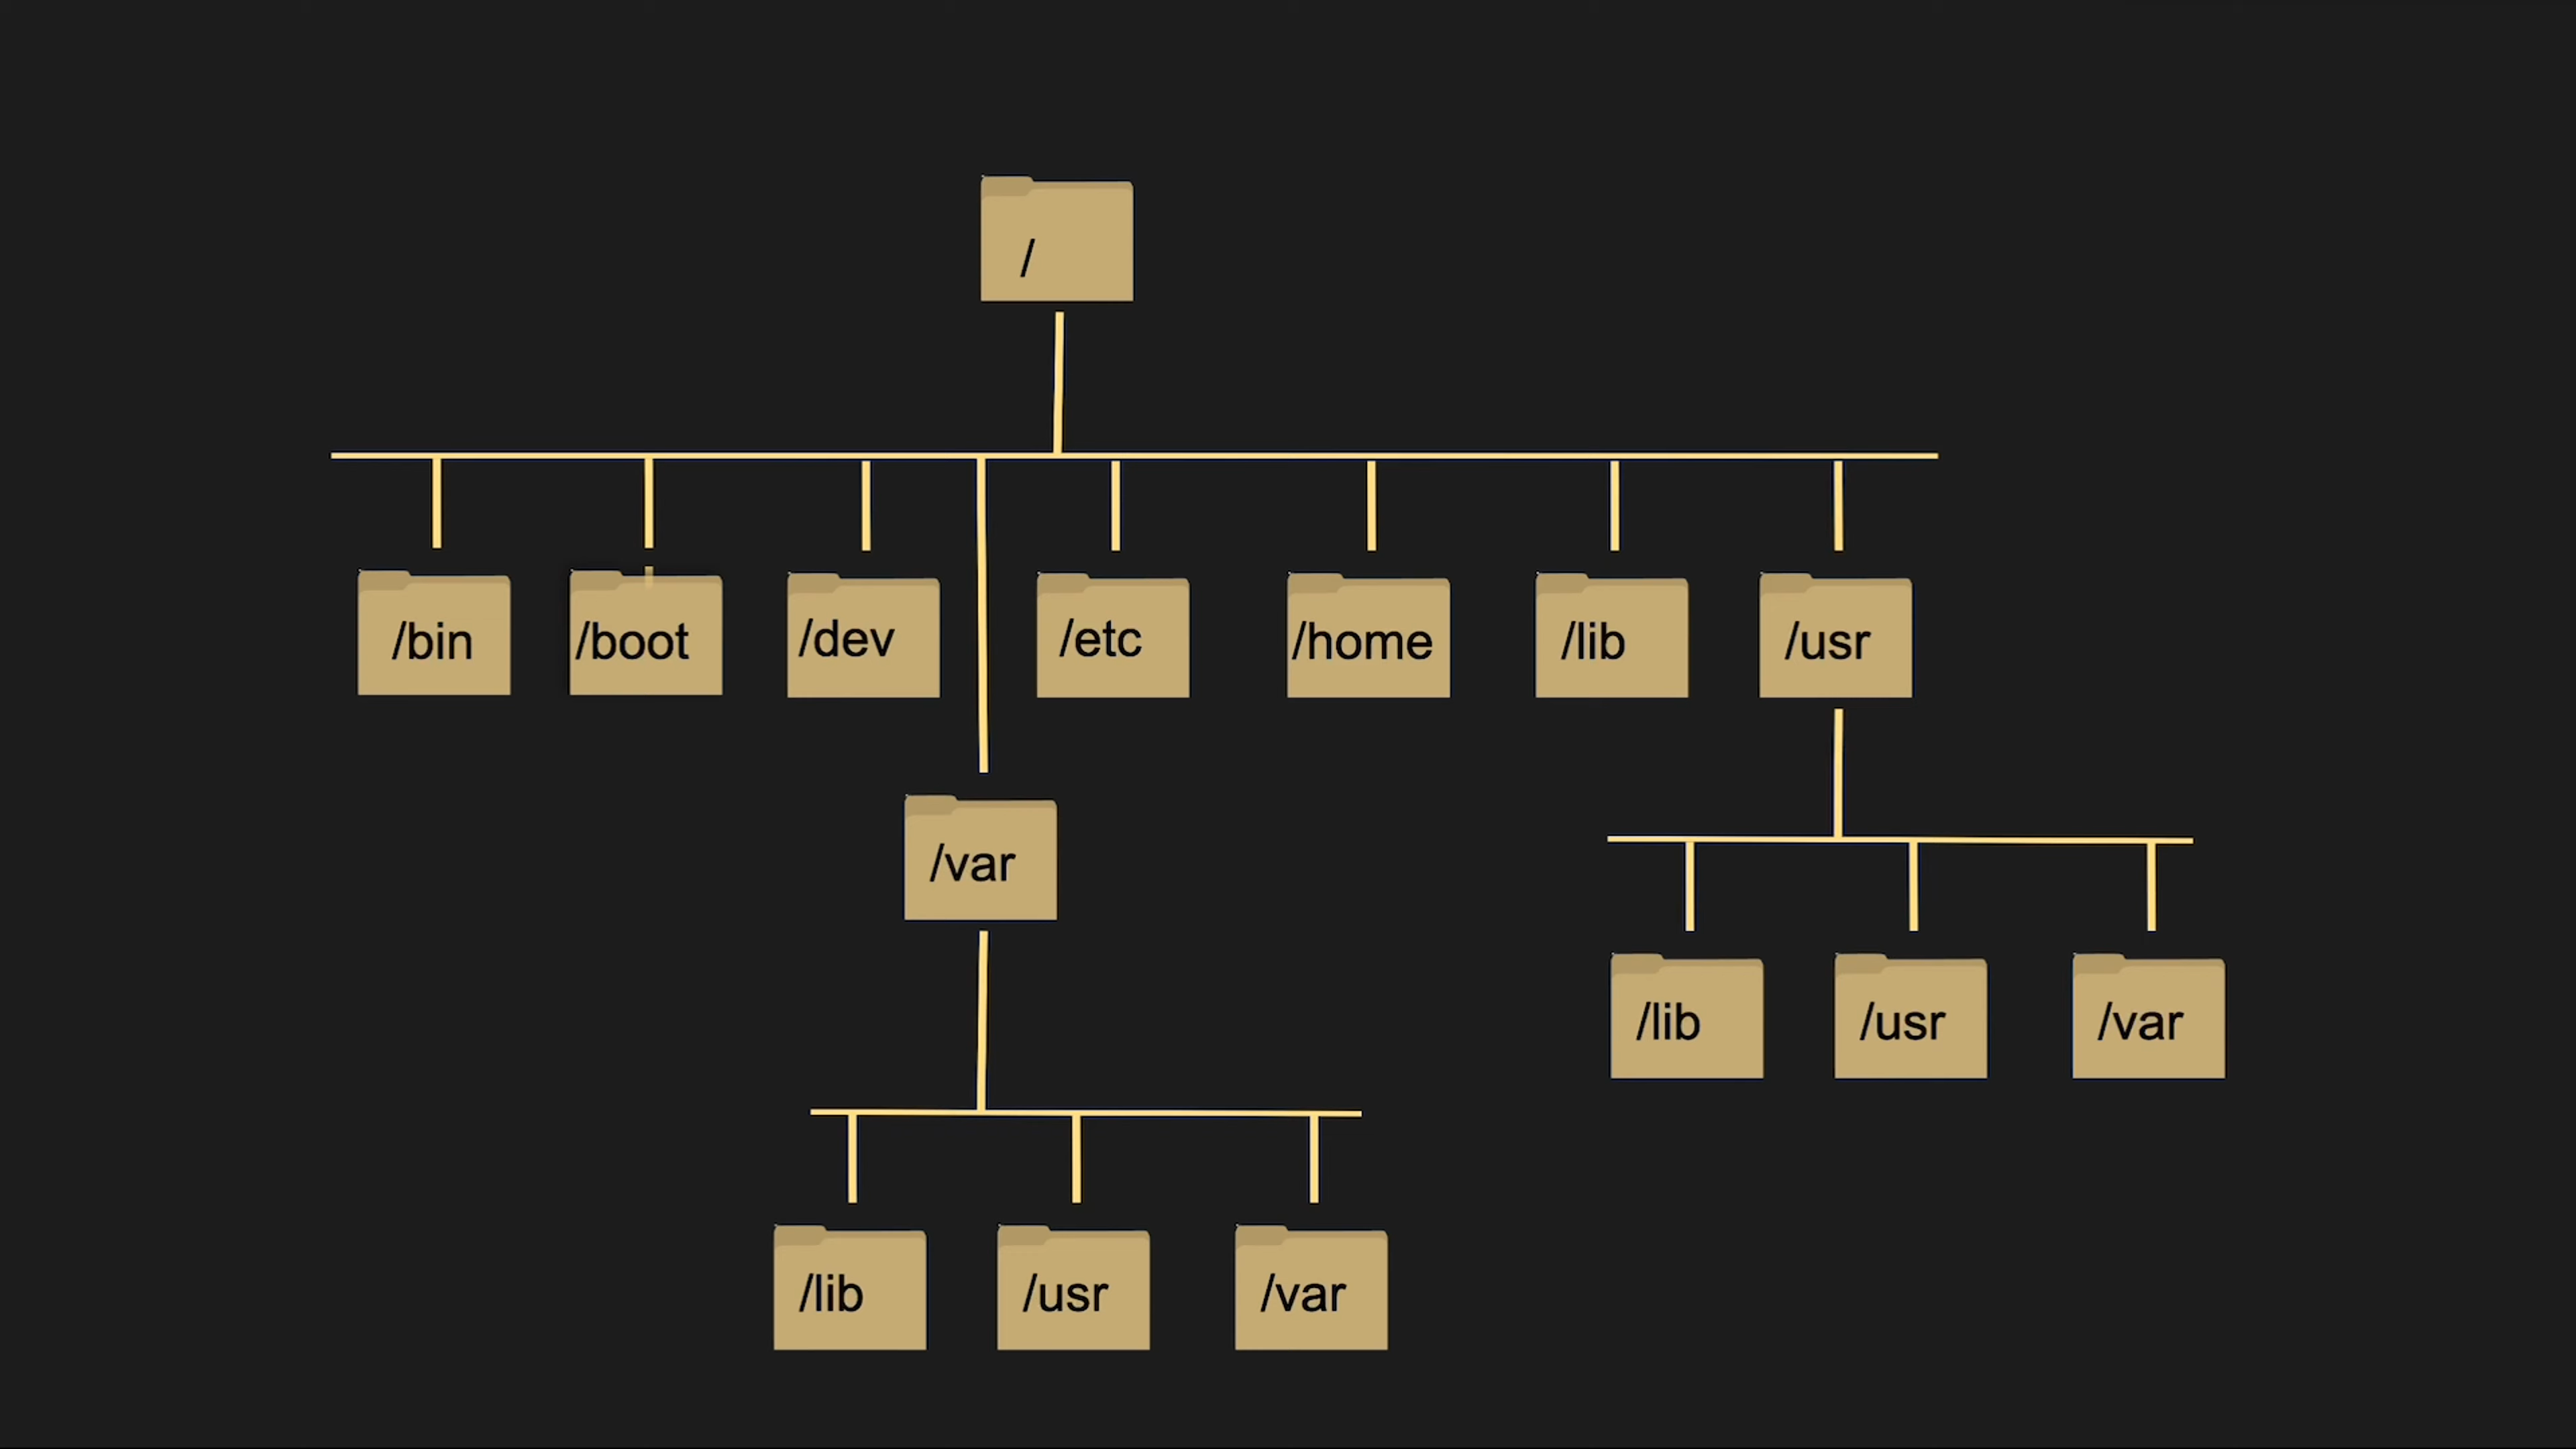 /
/bin
/boot
/dev
/etc
/home
/lib
/usr
/var
/lib
/usr
/var
/lib
/usr
/var